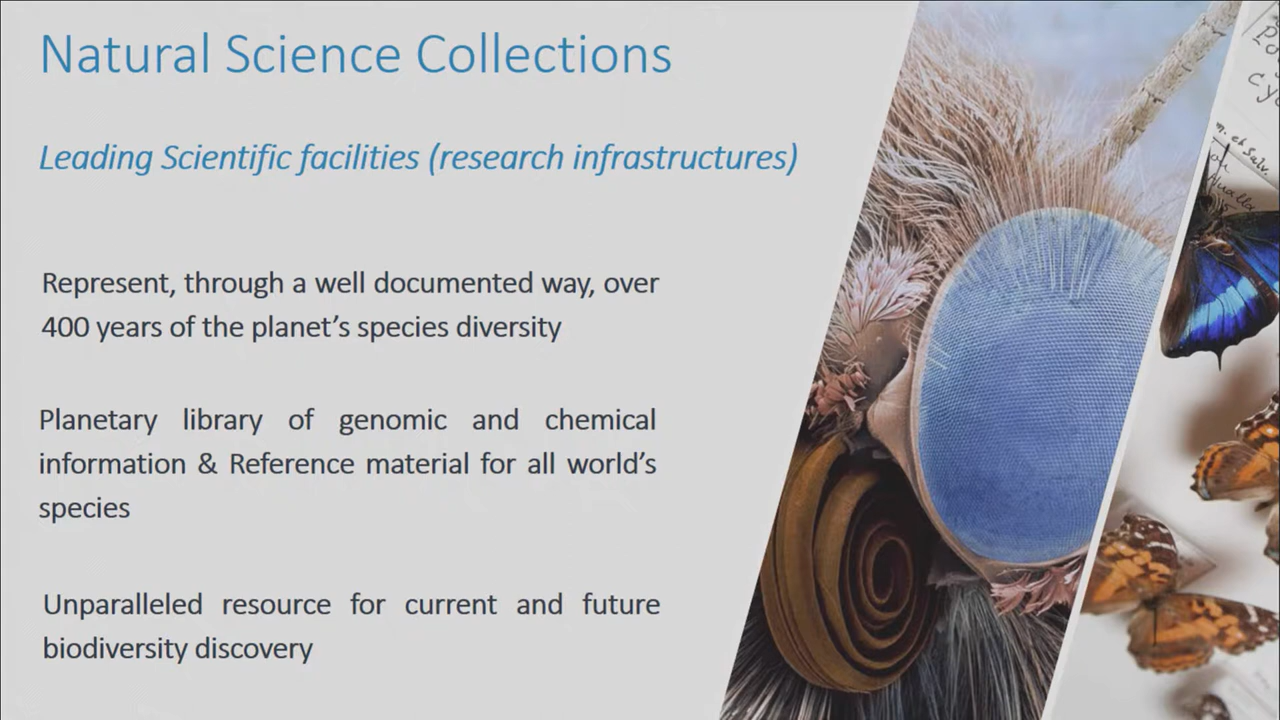 Natural Science Collections
Leading Scientific facilities (research infrastructures)
Represent, through a well documented way, over
400 years of the planet’s species diversity
Planetary library of genomic and chemical
information & Reference material for all world’s
species
Unparalleled resource for current and future
biodiversity discovery
m. et Salv.